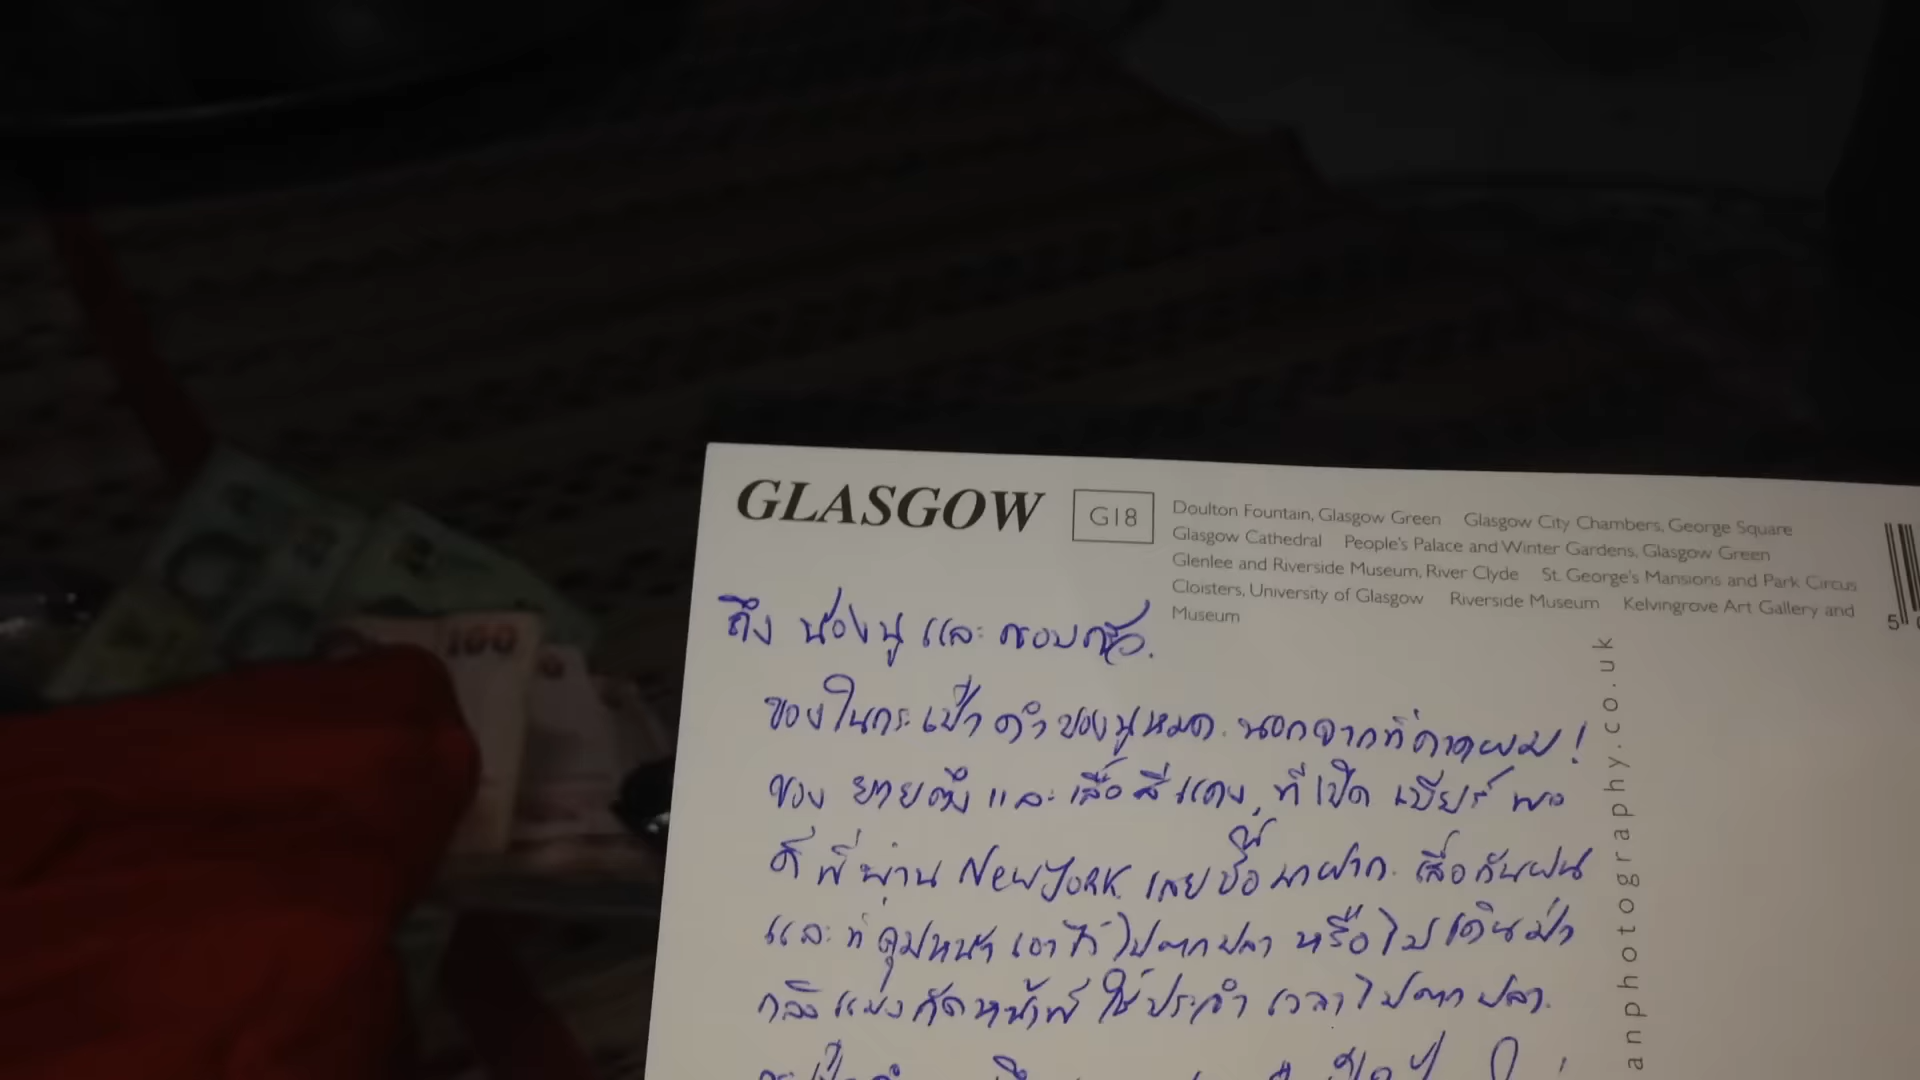 GLASGOW
G18
Doulton Fountain, Glasgow Green Glasgow City Chambers, George Square
Glasgow Cathedral People's Palace and Winter Gardens, Glasgow Green
Glenlee and Riverside Museum, River Clyde St. George's Mansions and Park Circus
Cloisters, University of Glasgow Riverside Museum Kelvingrove Art Gallery and
Museum
5
ถึง น้องนู และ ครอบครัว.
ของในกระเป๋า ดำ ของนูหมด. นอกจากที่คาดผม!
ของ ยายตึ๋ง และ เสื้อสีแดง, ที่เปิด เบียร์ พอ
ดี พี่ผ่าน New York. เลยซื้อมาฝาก. เสื้อกันฝน
และ ที่คลุมหน้า เอาไว้ไปตกปลา หรือไปเดินป่า
กลัวแมงกัดหน้าพี่ ใช้ประจำ เวลาไปตกปลา.
anphotography.co.uk
100